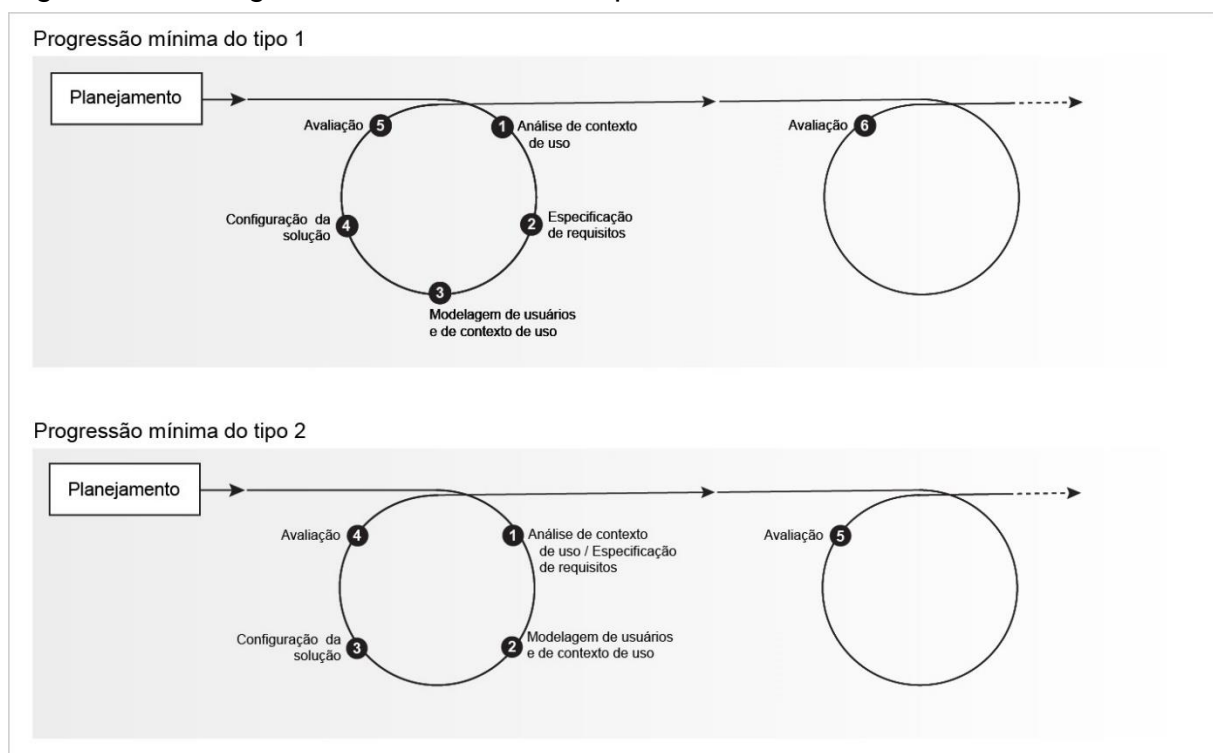 Progressão mínima do tipo 1
Planejamento
Avaliação 5
1 Análise de contexto
de uso
Configuração da
solução 4
2 Especificação
de requisitos
3
Modelagem de usuários
e de contexto de uso
Avaliação 6
Progressão mínima do tipo 2
Planejamento
Avaliação 4
1 Análise de contexto
de uso / Especificação
de requisitos
Configuração da
solução 3
2 Modelagem de usuários
e de contexto de uso
Avaliação 5